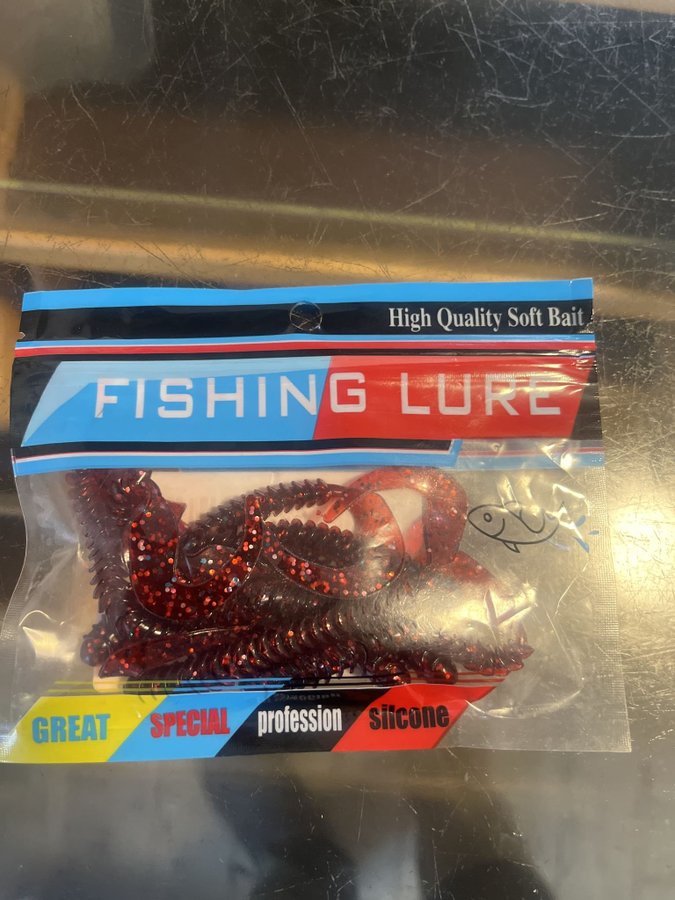 High Quality Soft Bait
FISHING LURE
GREAT SPECIAL profession silcone